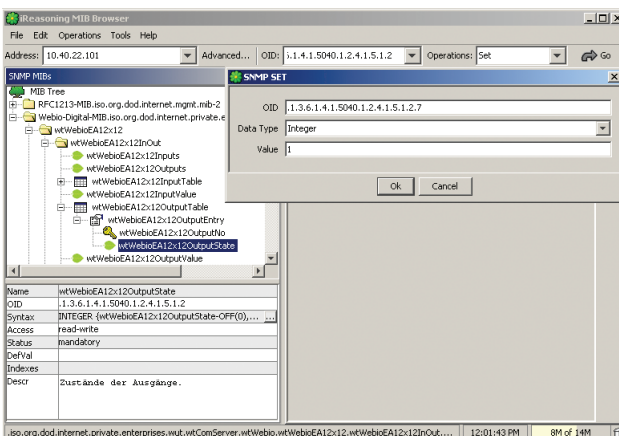 iReasoning MIB Browser
File Edit Operations Tools Help
Address: 10.40.22.101 Advanced... OID: .1.4.1.5040.1.2.4.1.5.1.2 Operations: Set Go
SNMP MIBs
MIB Tree
RFC1213-MIB.iso.org.dod.internet.mgmt.mib-2
Webio-Digital-MIB.iso.org.dod.internet.private.e
wtWebioEA12x12
wtWebioEA12x12InOut
wtWebioEA12x12Inputs
wtWebioEA12x12Outputs
wtWebioEA12x12InputTable
wtWebioEA12x12InputValue
wtWebioEA12x12OutputTable
wtWebioEA12x12OutputEntry
wtWebioEA12x12OutputNo
wtWebioEA12x12OutputState
wtWebioEA12x12OutputValue
SNMP SET
OID .1.3.6.1.4.1.5040.1.2.4.1.5.1.2.7
Data Type Integer
Value 1
Ok Cancel
Name wtWebioEA12x12OutputState
OID .1.3.6.1.4.1.5040.1.2.4.1.5.1.2
Syntax INTEGER {wtWebioEA12x12OutputState-OFF(0),... ...
Access read-write
Status mandatory
DefVal
Indexes
Descr Zustände der Ausgänge.
.iso.org.dod.internet.private.enterprises.wut.wtComServer.wtWebio.wtWebioEA12x12.wtWebioEA12x12InOut.... 12:01:43 PM 8M of 14M